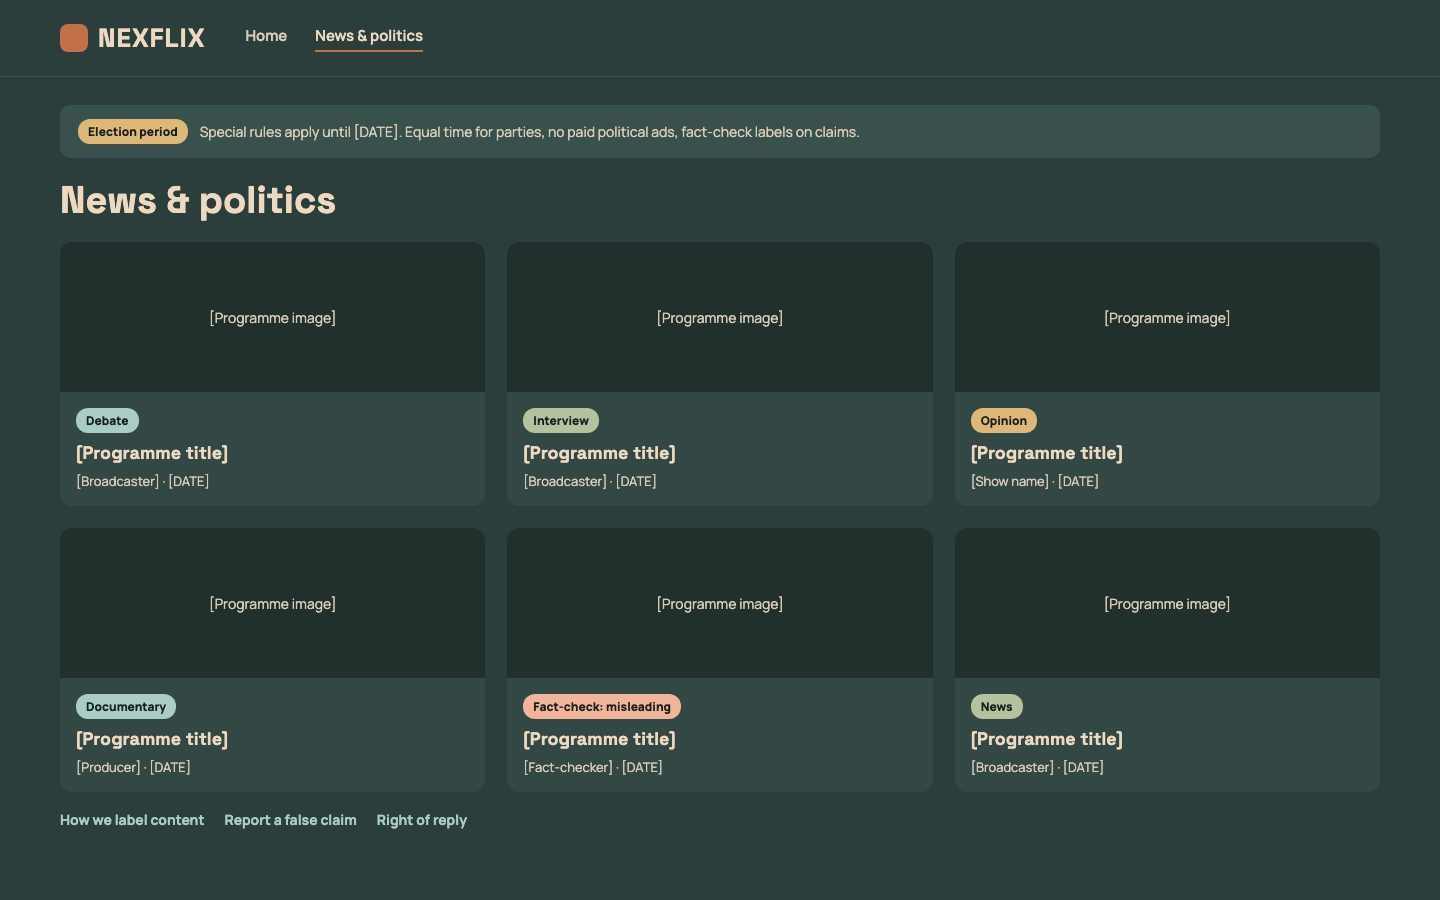 NEXFLIX
Home
News & politics
Election period
Special rules apply until [DATE]. Equal time for parties, no paid political ads, fact-check labels on claims.
News & politics
[Programme image]
[Programme image]
[Programme image]
Debate
[Programme title]
[Broadcaster] · [DATE]
Interview
[Programme title]
[Broadcaster] · [DATE]
Opinion
[Programme title]
[Show name] · [DATE]
[Programme image]
[Programme image]
[Programme image]
Documentary
[Programme title]
[Producer] · [DATE]
Fact-check: misleading
[Programme title]
[Fact-checker] · [DATE]
News
[Programme title]
[Broadcaster] · [DATE]
How we label content
Report a false claim
Right of reply